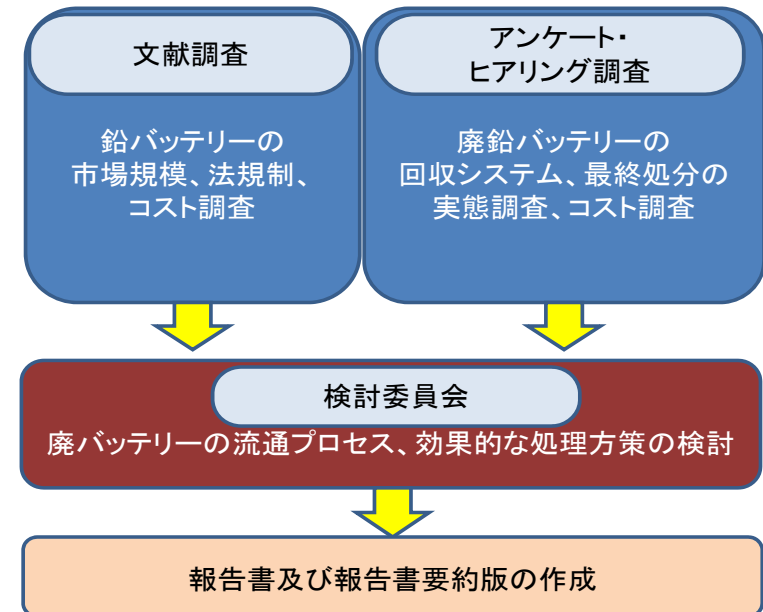 文献調査
鉛バッテリーの
市場規模、法規制、
コスト調査
アンケート・
ヒアリング調査
廃鉛バッテリーの
回収システム、最終処分の
実態調査、コスト調査
検討委員会
廃バッテリーの流通プロセス、効果的な処理方策の検討
報告書及び報告書要約版の作成